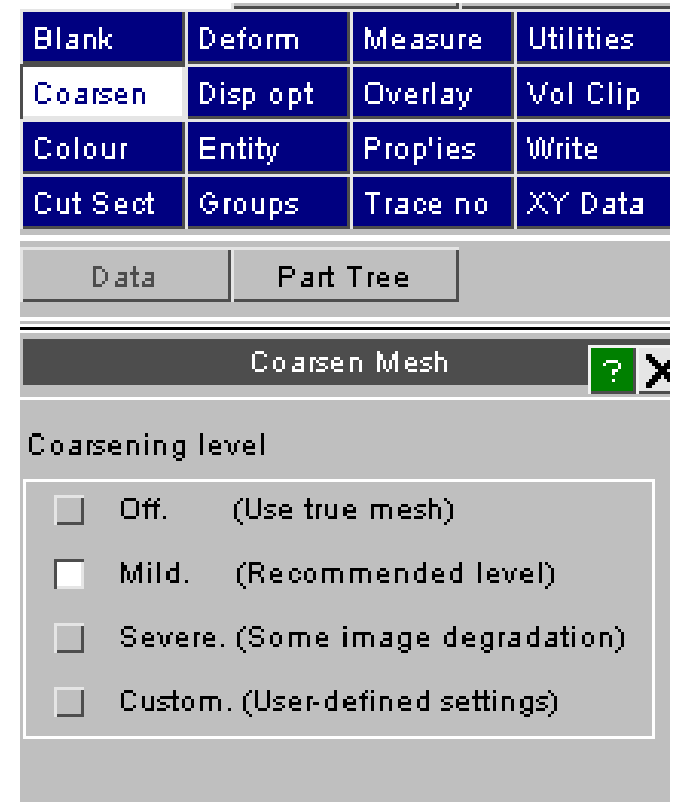 Blank Deform Measure Utilities
Coarsen Disp opt Overlay Vol Clip
Colour Entity Prop'ies Write
Cut Sect Groups Trace no XY Data
Data Part Tree
Coarsen Mesh ? X
Coarsening level
Off. (Use true mesh)
Mild. (Recommended level)
Severe. (Some image degradation)
Custom. (User-defined settings)